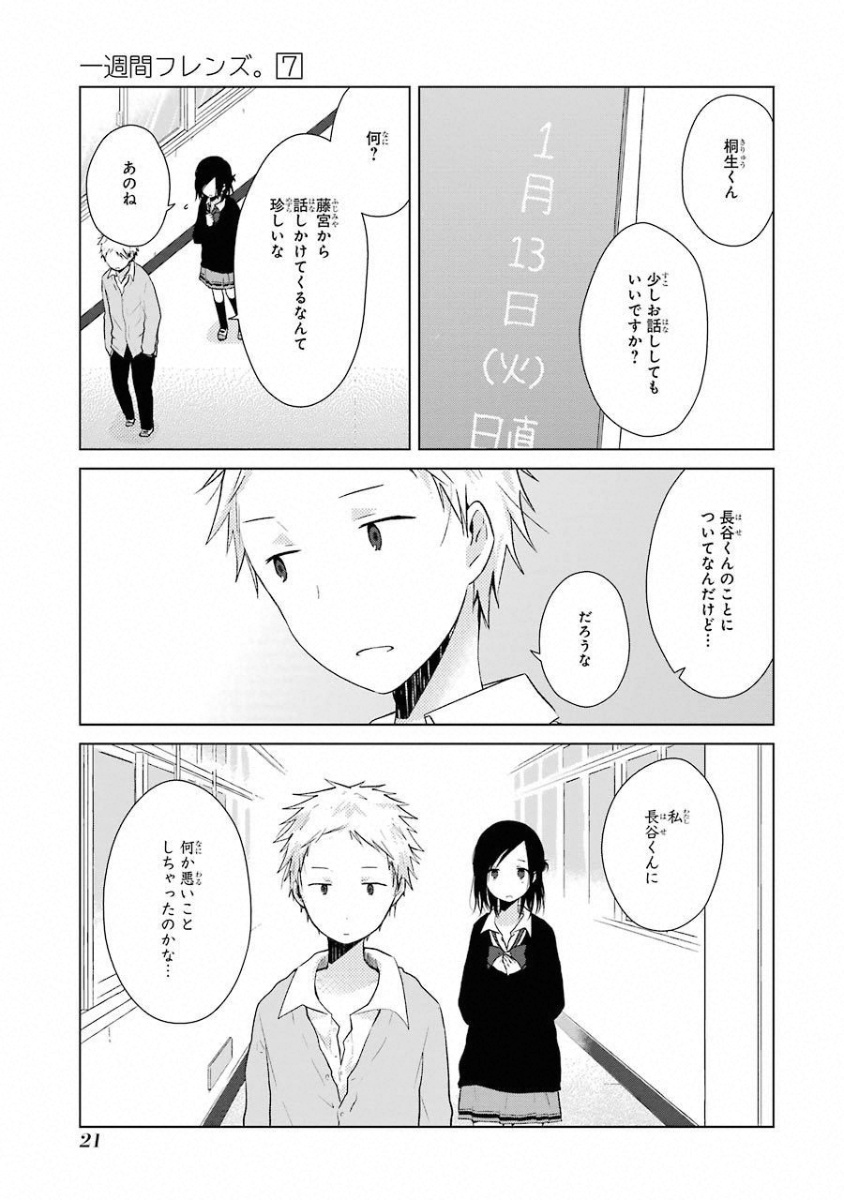 一週間フレンズ。7
桐生くん
少しお話ししても
いいですか?
1月13日(火)
日直
何?
藤宮から
話しかけてくるなんて
珍しいな
あのね
長谷くんのことに
ついてなんだけど…
だろうな
私
長谷くんに
何か悪いこと
しちゃったのかな…
21